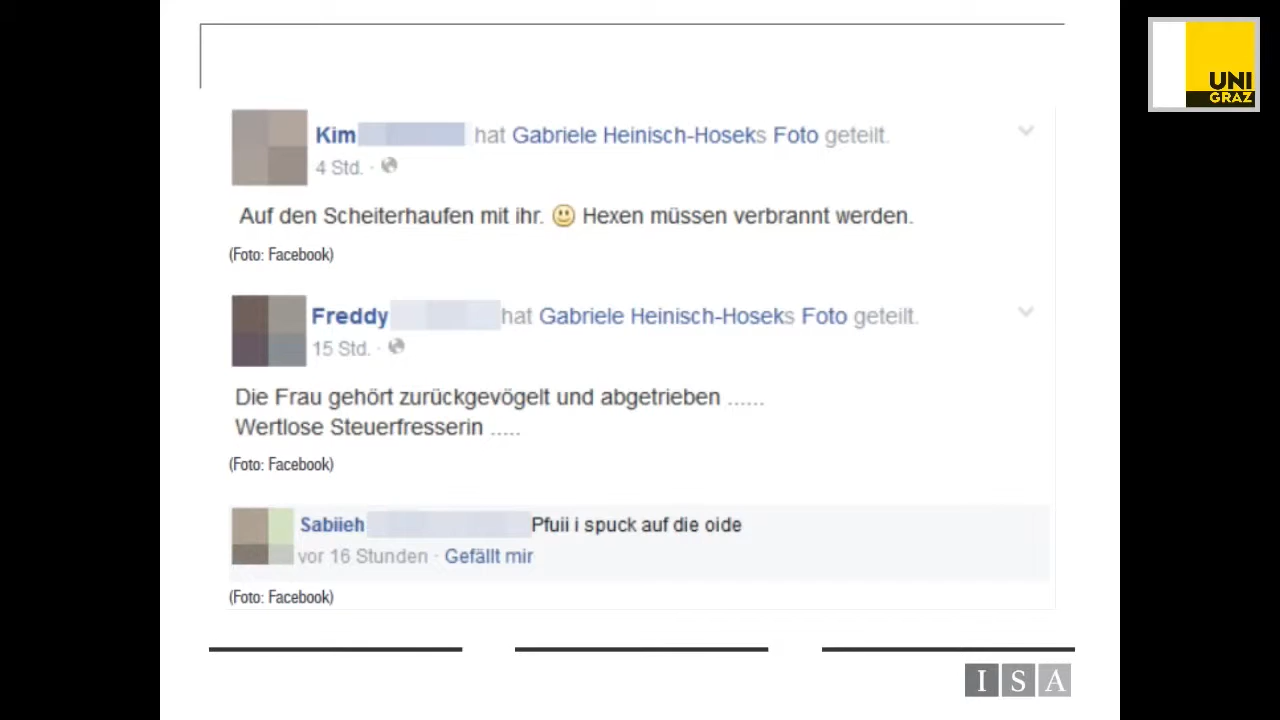 UNI
GRAZ
Kim hat Gabriele Heinisch-Hoseks Foto geteilt.
4 Std. ·
Auf den Scheiterhaufen mit ihr. Hexen müssen verbrannt werden.
(Foto: Facebook)
Freddy hat Gabriele Heinisch-Hoseks Foto geteilt.
15 Std. ·
Die Frau gehört zurückgevögelt und abgetrieben ......
Wertlose Steuerfresserin .....
(Foto: Facebook)
Sabiieh Pfuii i spuck auf die oide
vor 16 Stunden · Gefällt mir
(Foto: Facebook)
ISA